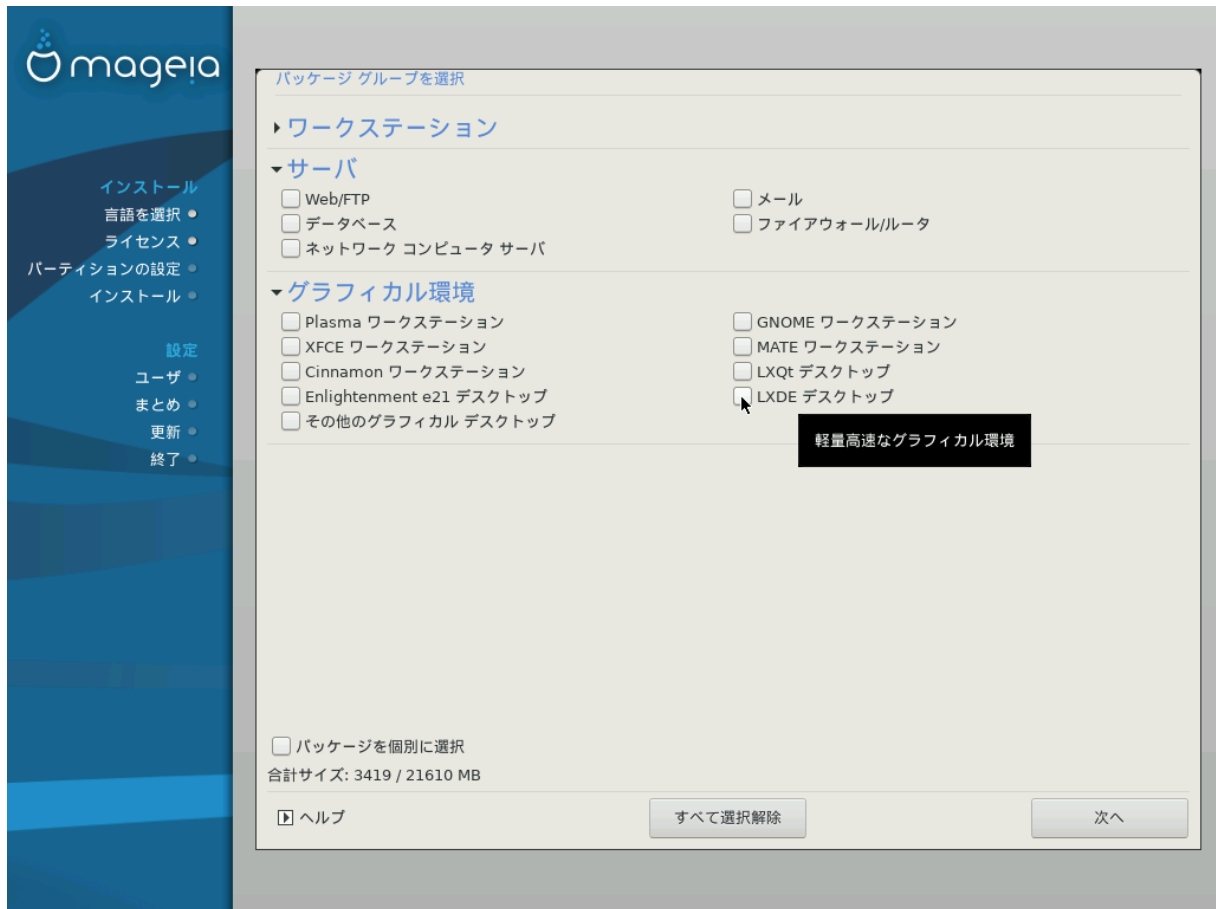 mageia
インストール
言語を選択
ライセンス
パーティションの設定
インストール
設定
ユーザ
まとめ
更新
終了
パッケージ グループを選択
ワークステーション
サーバ
Web/FTP
メール
データベース
ファイアウォール/ルータ
ネットワーク コンピュータ サーバ
グラフィカル環境
Plasma ワークステーション
GNOME ワークステーション
XFCE ワークステーション
MATE ワークステーション
Cinnamon ワークステーション
LXQt デスクトップ
Enlightenment e21 デスクトップ
LXDE デスクトップ
その他のグラフィカル デスクトップ
軽量高速なグラフィカル環境
パッケージを個別に選択
合計サイズ: 3419 / 21610 MB
ヘルプ
すべて選択解除
次へ